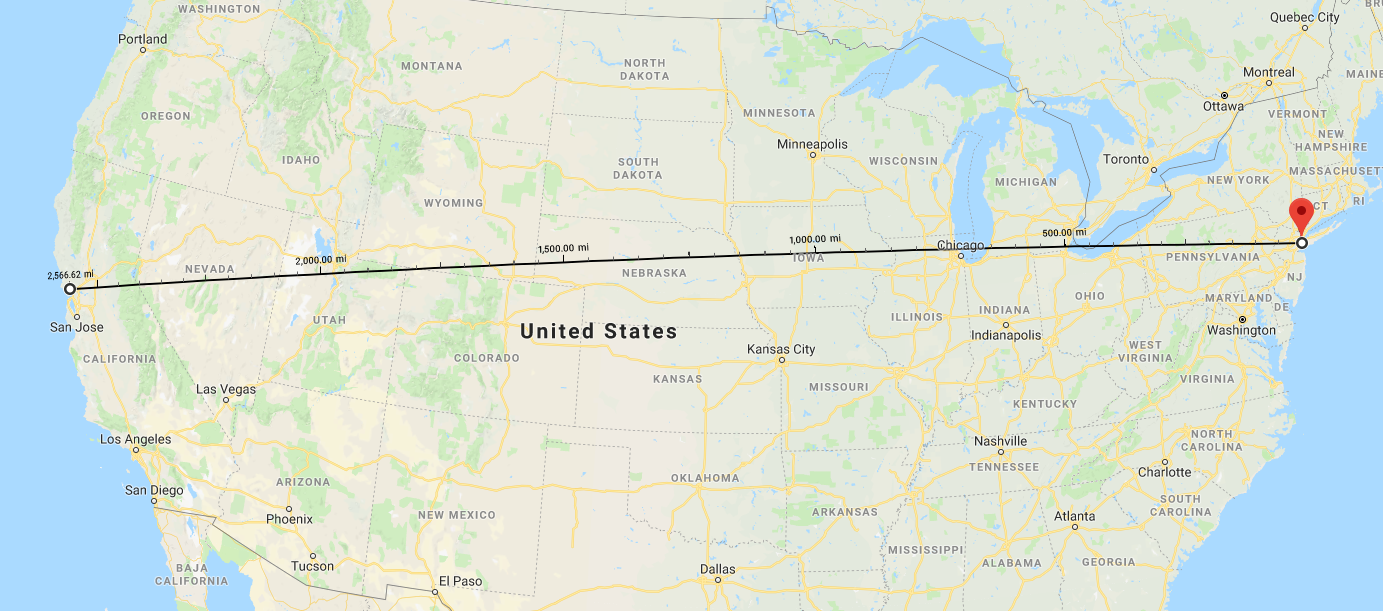 WASHINGTON
Quebec City
Portland
MONTANA
NORTH
DAKOTA
Montreal
MAINE
Ottawa
OREGON
MINNESOTA
VERMONT
Minneapolis
NEW
HAMPSHIRE
IDAHO
SOUTH
DAKOTA
WISCONSIN
Toronto
MASSACHUSET
MICHIGAN
NEW YORK
WYOMING
CT
RI
500.00 mi
1,000.00 mi
Chicago
1,500.00 mi
IOWA
PENNSYLVANIA
2,000.00 mi
NEVADA
2,566.62 mi
NEBRASKA
NJ
OHIO
MARYLAND
DE
UTAH
ILLINOIS
INDIANA
San Jose
United States
Indianapolis
Washington
CALIFORNIA
COLORADO
Kansas City
WEST
VIRGINIA
KANSAS
MISSOURI
VIRGINIA
Las Vegas
KENTUCKY
Los Angeles
Nashville
NORTH
CAROLINA
TENNESSEE
Charlotte
ARIZONA
OKLAHOMA
San Diego
SOUTH
CAROLINA
Phoenix
NEW MEXICO
ARKANSAS
Atlanta
MISSISSIPPI
ALABAMA
GEORGIA
Tucson
BAJA
CALIFORNIA
El Paso
Dallas